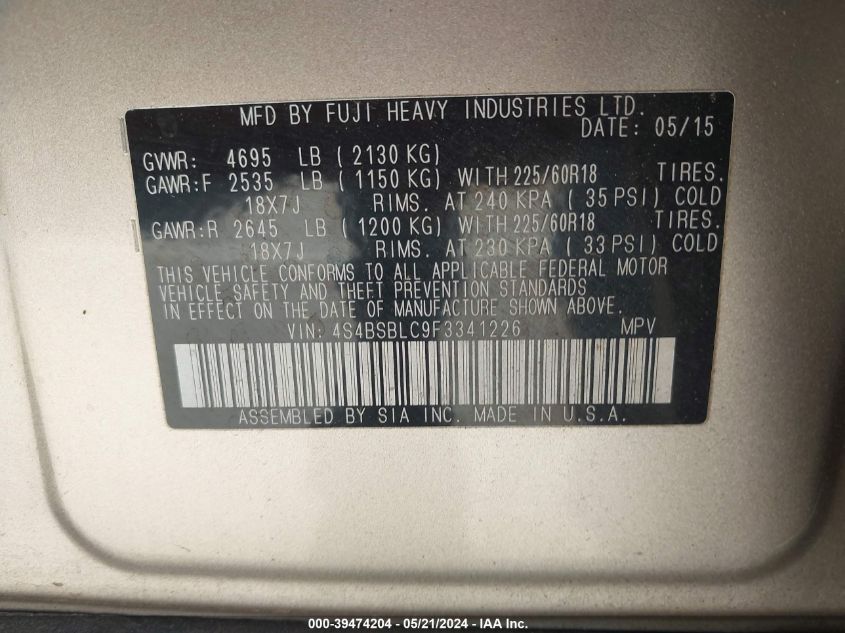 MFD BY FUJI HEAVY INDUSTRIES LTD.
DATE: 05/15
GVWR: 4695 LB ( 2130 KG)
GAWR:F 2535 LB ( 1150 KG) WITH 225/60R18 TIRES.
18X7J RIMS. AT 240 KPA ( 35 PSI) COLD
GAWR:R 2645 LB ( 1200 KG) WITH 225/60R18 TIRES.
18X7J RIMS. AT 230 KPA ( 33 PSI) COLD
THIS VEHICLE CONFORMS TO ALL APPLICABLE FEDERAL MOTOR
VEHICLE SAFETY AND THEFT PREVENTION STANDARDS
IN EFFECT ON THE DATE OF MANUFACTURE SHOWN ABOVE.
VIN: 4S4BSBLC9F3341226 MPV
ASSEMBLED BY SIA INC. MADE IN U.S.A.
000-39474204 - 05/21/2024 - IAA Inc.